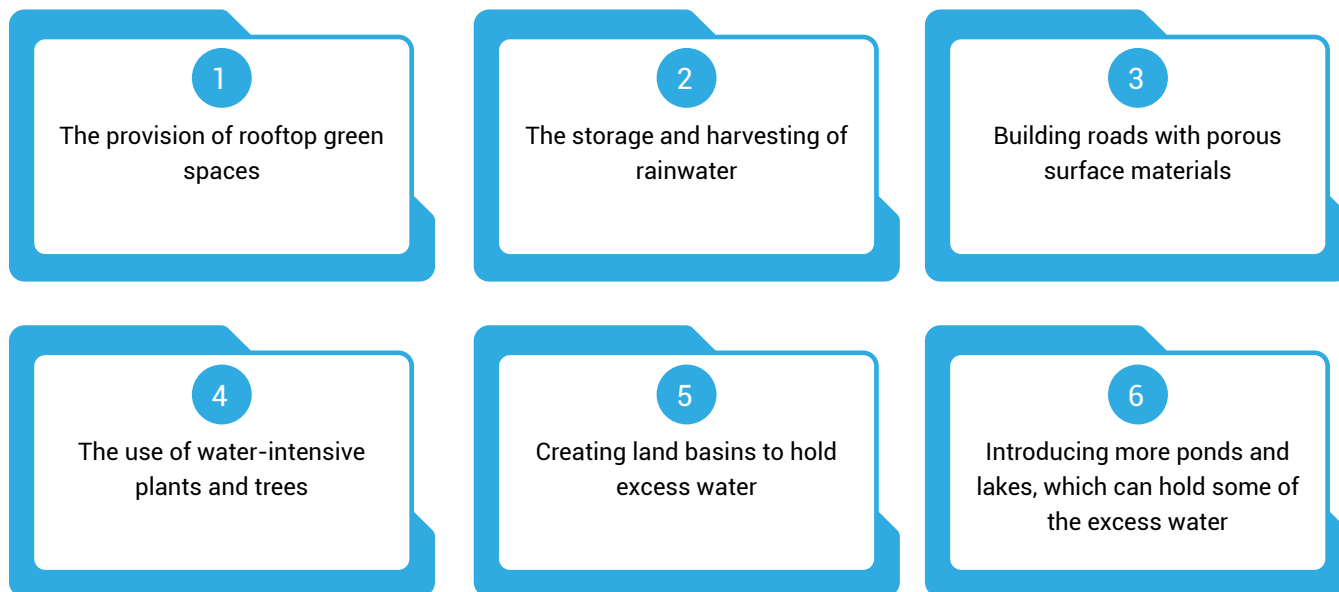 1
The provision of rooftop green
spaces
2
The storage and harvesting of
rainwater
3
Building roads with porous
surface materials
4
The use of water-intensive
plants and trees
5
Creating land basins to hold
excess water
6
Introducing more ponds and
lakes, which can hold some of
the excess water